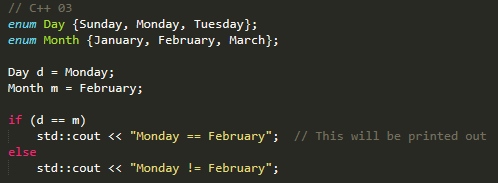 // C++ 03
enum Day {Sunday, Monday, Tuesday};
enum Month {January, February, March};

Day d = Monday;
Month m = February;

if (d == m)
    std::cout << "Monday == February";  // This will be printed out
else
    std::cout << "Monday != February";